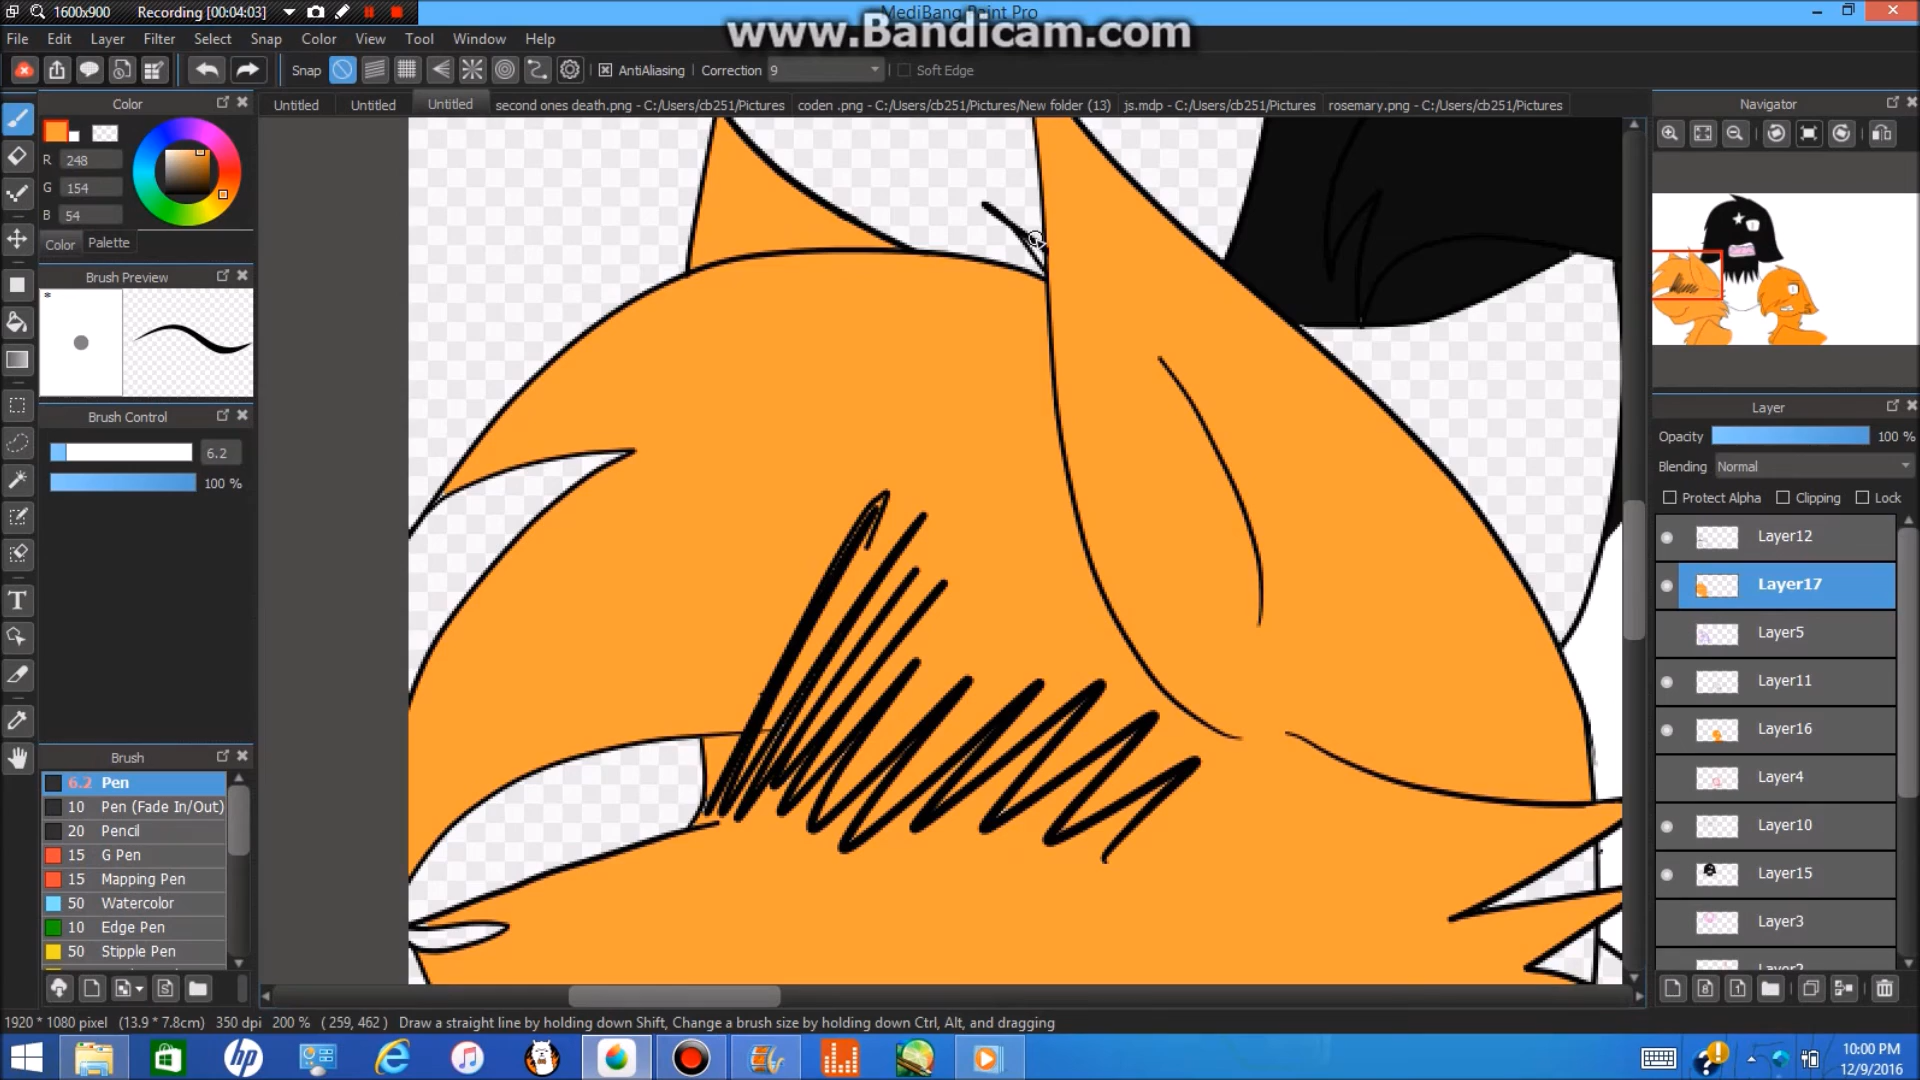 1600x900 Recording [00:04:03]
MediBang Paint Pro
www.Bandicam.com
File Edit Layer Filter Select Snap Color View Tool Window Help
Snap AntiAliasing Correction 9 Soft Edge
Color
Untitled Untitled Untitled second ones death.png - C:/Users/cb251/Pictures coden .png - C:/Users/cb251/Pictures/New folder (13) js.mdp - C:/Users/cb251/Pictures rosemary.png - C:/Users/cb251/Pictures
Navigator
R 248
G 154
B 54
Color Palette
Brush Preview
Brush Control
6.2
100 %
Layer
Opacity 100 %
Blending Normal
Protect Alpha Clipping Lock
Layer12
Layer17
Layer5
Layer11
Layer16
Layer4
Layer10
Layer15
Layer3
Layer2
Brush
6.2 Pen
10 Pen (Fade In/Out)
20 Pencil
15 G Pen
15 Mapping Pen
50 Watercolor
10 Edge Pen
50 Stipple Pen
1920 * 1080 pixel (13.9 * 7.8cm) 350 dpi 200 % ( 259, 462 ) Draw a straight line by holding down Shift, Change a brush size by holding down Ctrl, Alt, and dragging
10:00 PM
12/9/2016